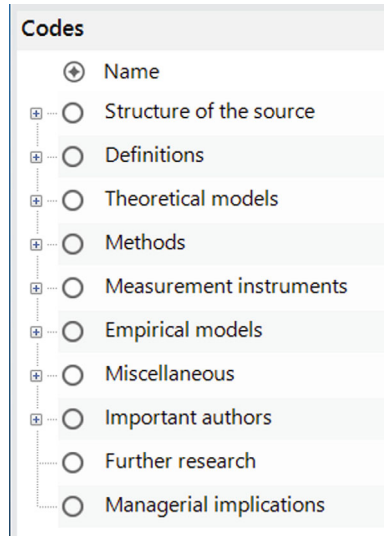 Codes
Name
Structure of the source
Definitions
Theoretical models
Methods
Measurement instruments
Empirical models
Miscellaneous
Important authors
Further research
Managerial implications